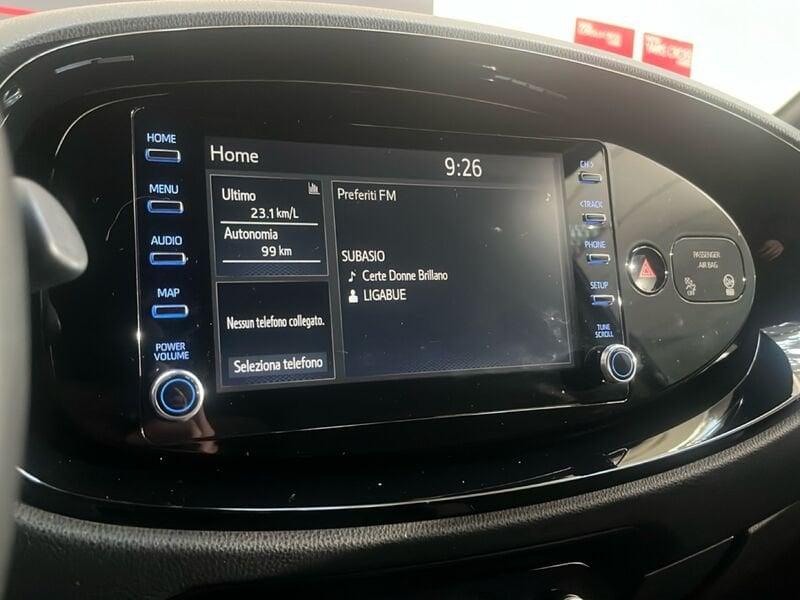 HOME
MENU
AUDIO
MAP
POWER
VOLUME
Home
9:26
Ultimo
23.1 km/L
Autonomia
99 km
Nessun telefono collegato.
Seleziona telefono
Preferiti FM
SUBASIO
Certe Donne Brillano
LIGABUE
CH >
< TRACK
PHONE
SETUP
TUNE
SCROLL
PASSENGER
AIR BAG
OFF